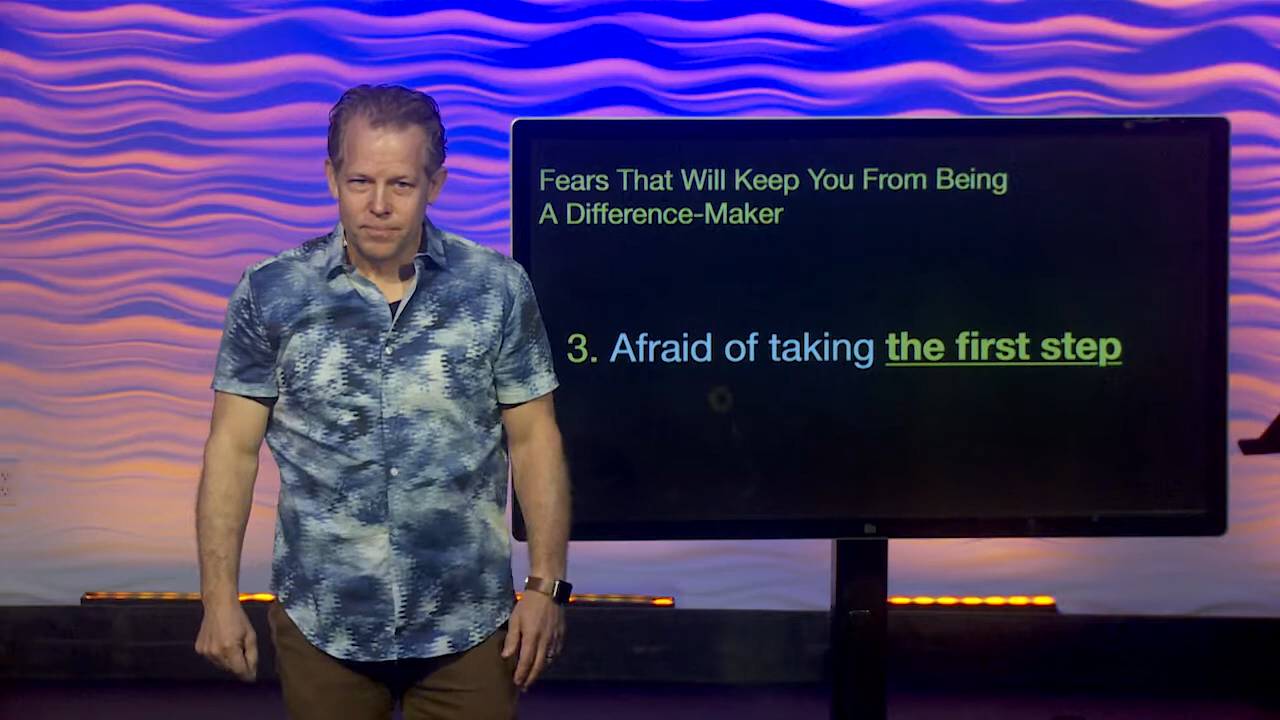 Fears That Will Keep You From Being
A Difference-Maker
3. Afraid of taking the first step